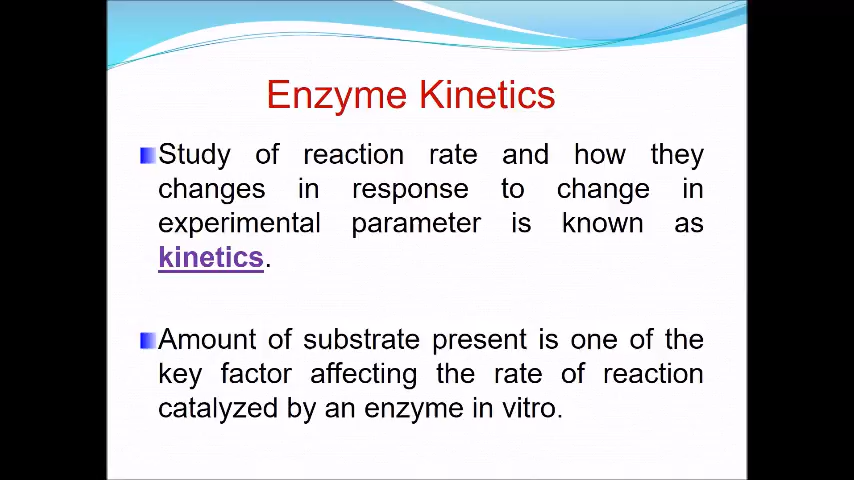 Enzyme Kinetics
Study of reaction rate and how they
changes in response to change in
experimental parameter is known as
kinetics.
Amount of substrate present is one of the
key factor affecting the rate of reaction
catalyzed by an enzyme in vitro.